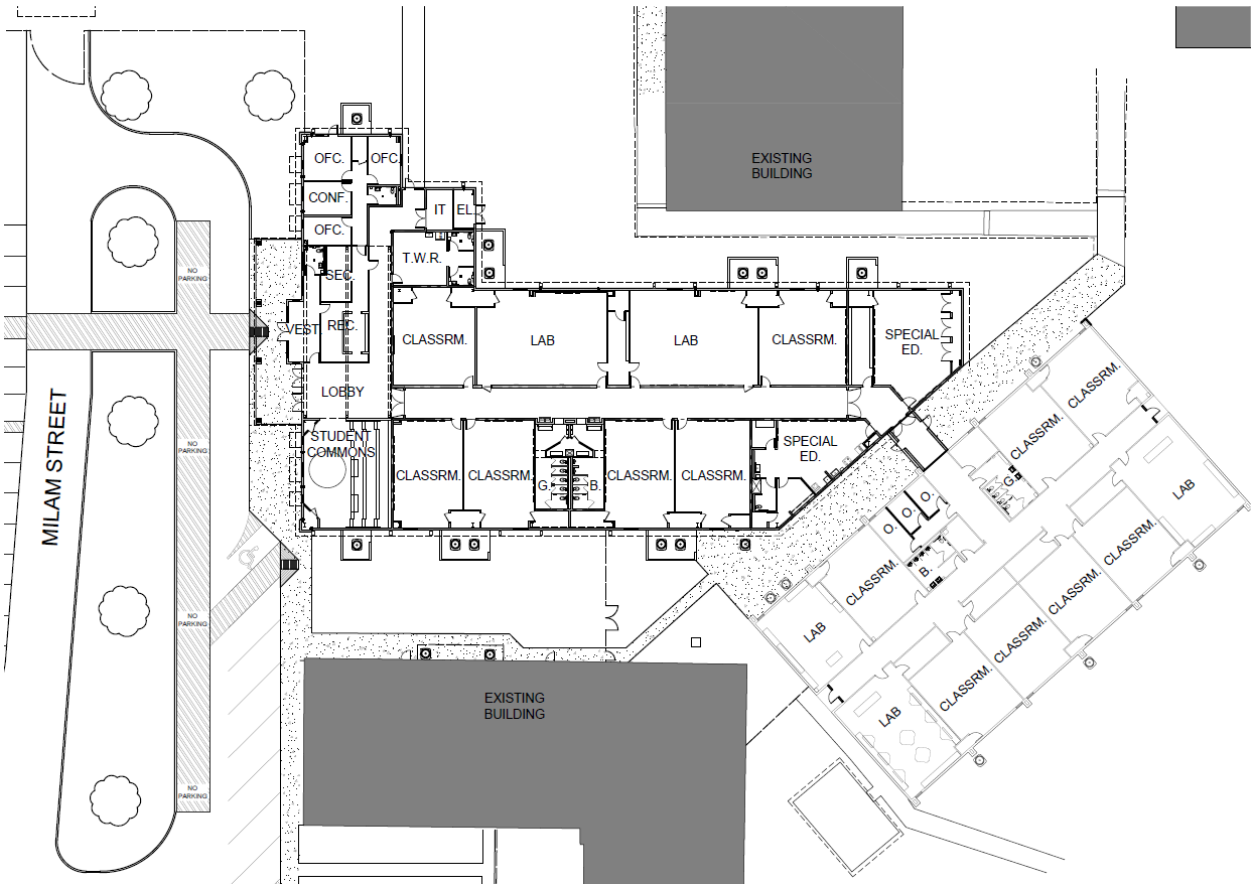 EXISTING
BUILDING
OFC.
OFC.
CONF.
OFC.
IT
EL.
T.W.R.
SEC.
REC.
VEST.
LOBBY
CLASSRM.
LAB
LAB
CLASSRM.
SPECIAL
ED.
STUDENT
COMMONS
CLASSRM.
CLASSRM.
G.
B.
CLASSRM.
CLASSRM.
SPECIAL
ED.
NO
PARKING
NO
PARKING
NO
PARKING
NO
PARKING
MILAM STREET
CLASSRM.
CLASSRM.
G.
LAB
O.
O.
O.
B.
CLASSRM.
CLASSRM.
CLASSRM.
CLASSRM.
CLASSRM.
LAB
LAB
EXISTING
BUILDING